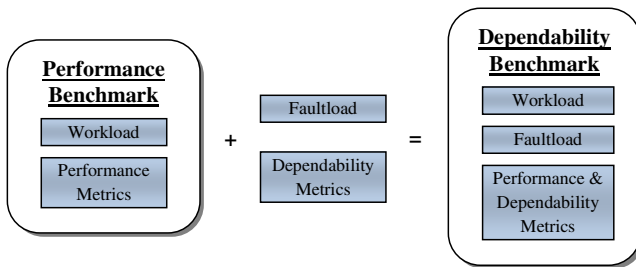 Performance
Benchmark
Workload
Performance
Metrics
+
Faultload
Dependability
Metrics
=
Dependability
Benchmark
Workload
Faultload
Performance &
Dependability
Metrics